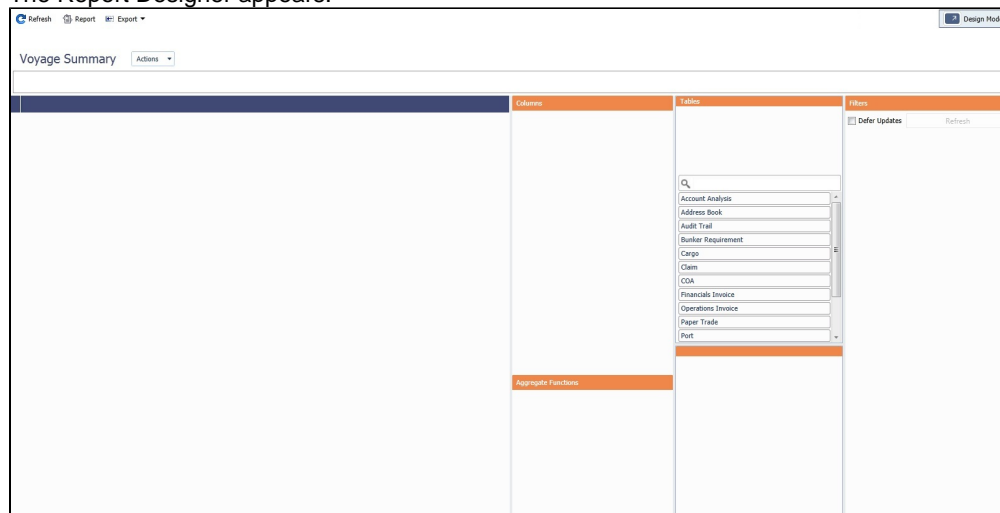 The Report Designer appears.
Refresh Report Export
Design Mod
Voyage Summary Actions
Columns Tables Filters
Defer Updates Refresh
Account Analysis
Address Book
Audit Trail
Bunker Requirement
Cargo
Claim
COA
Financials Invoice
Operations Invoice
Paper Trade
Port
Aggregate Functions